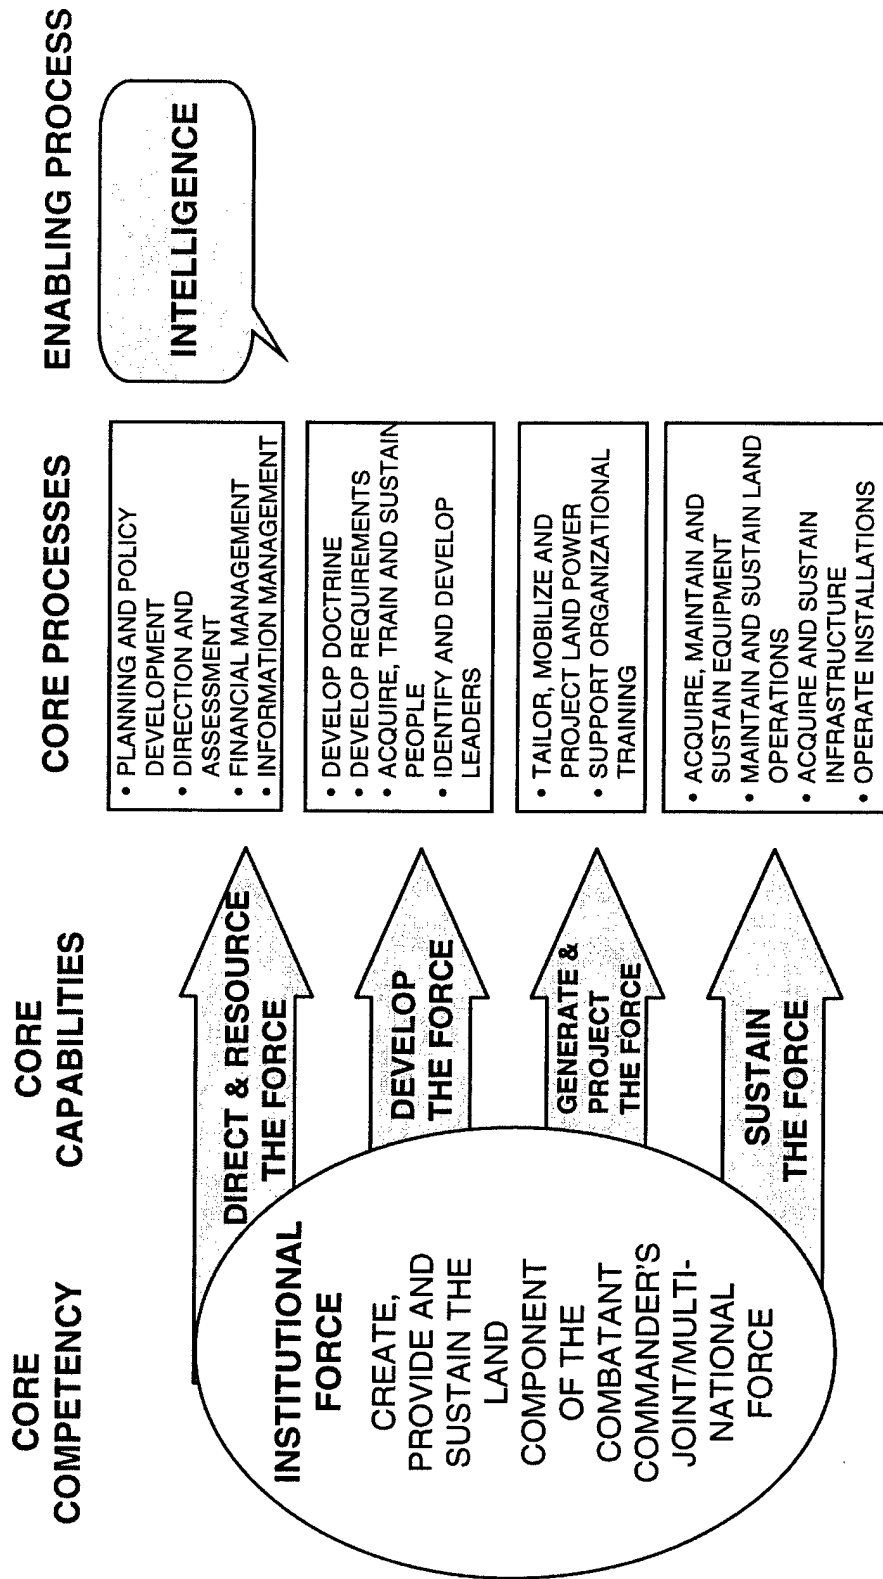 CORE
COMPETENCY
CORE
CAPABILITIES
CORE PROCESSES
ENABLING PROCESS
INSTITUTIONAL
FORCE
CREATE,
PROVIDE AND
SUSTAIN THE
LAND
COMPONENT
OF THE
COMBATANT
COMMANDER'S
JOINT/MULTI-
NATIONAL
FORCE
DIRECT & RESOURCE
THE FORCE
• PLANNING AND POLICY
DEVELOPMENT
• DIRECTION AND
ASSESSMENT
• FINANCIAL MANAGEMENT
• INFORMATION MANAGEMENT
INTELLIGENCE
DEVELOP
THE FORCE
• DEVELOP DOCTRINE
• DEVELOP REQUIREMENTS
• ACQUIRE, TRAIN AND SUSTAIN
PEOPLE
• IDENTIFY AND DEVELOP
LEADERS
GENERATE &
PROJECT
THE FORCE
• TAILOR, MOBILIZE AND
PROJECT LAND POWER
• SUPPORT ORGANIZATIONAL
TRAINING
SUSTAIN
THE FORCE
• ACQUIRE, MAINTAIN AND
SUSTAIN EQUIPMENT
• MAINTAIN AND SUSTAIN LAND
OPERATIONS
• ACQUIRE AND SUSTAIN
INFRASTRUCTURE
• OPERATE INSTALLATIONS